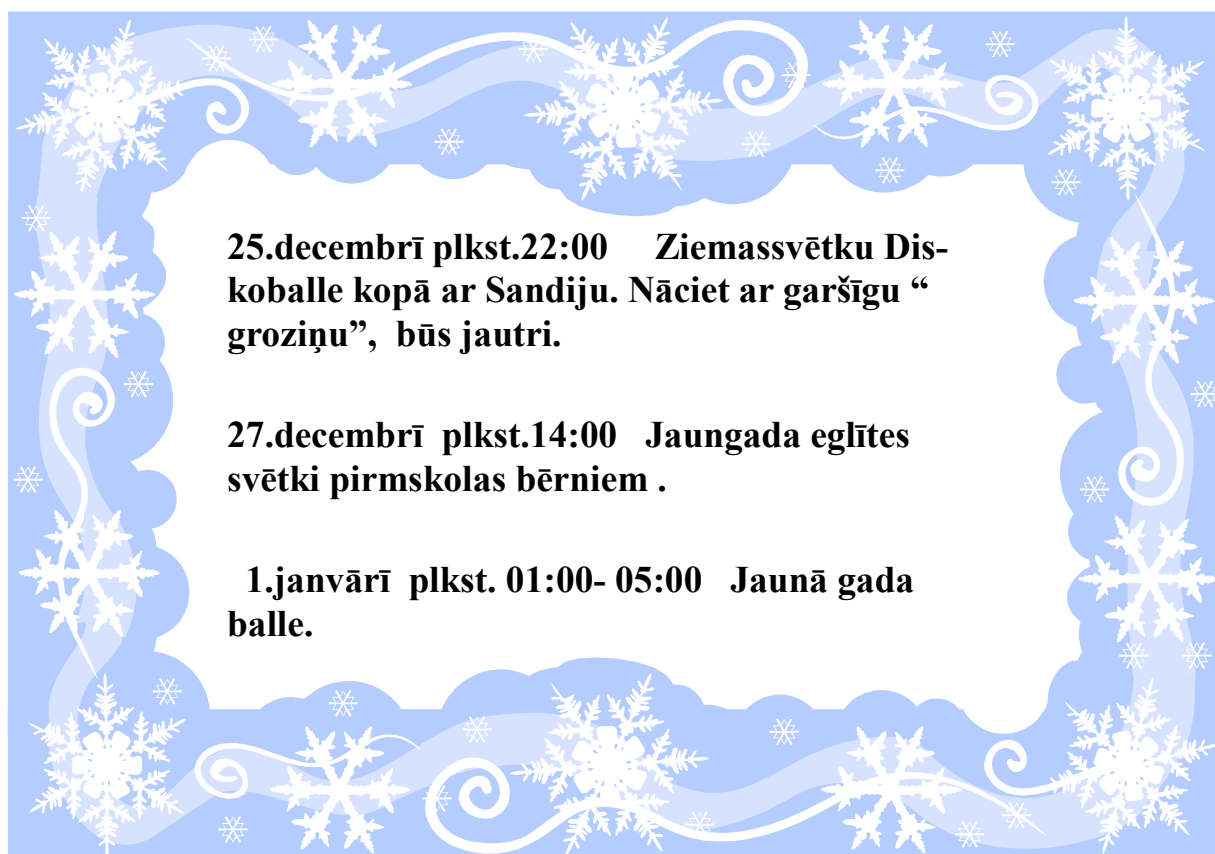 25.decembrī plkst.22:00 Ziemassvētku Dis-
koballe kopā ar Sandiju. Nāciet ar garšīgu “
groziņu”, būs jautri.
27.decembrī plkst.14:00 Jaungada eglītes
svētki pirmskolas bērniem .
1.janvārī plkst. 01:00- 05:00 Jaunā gada
balle.